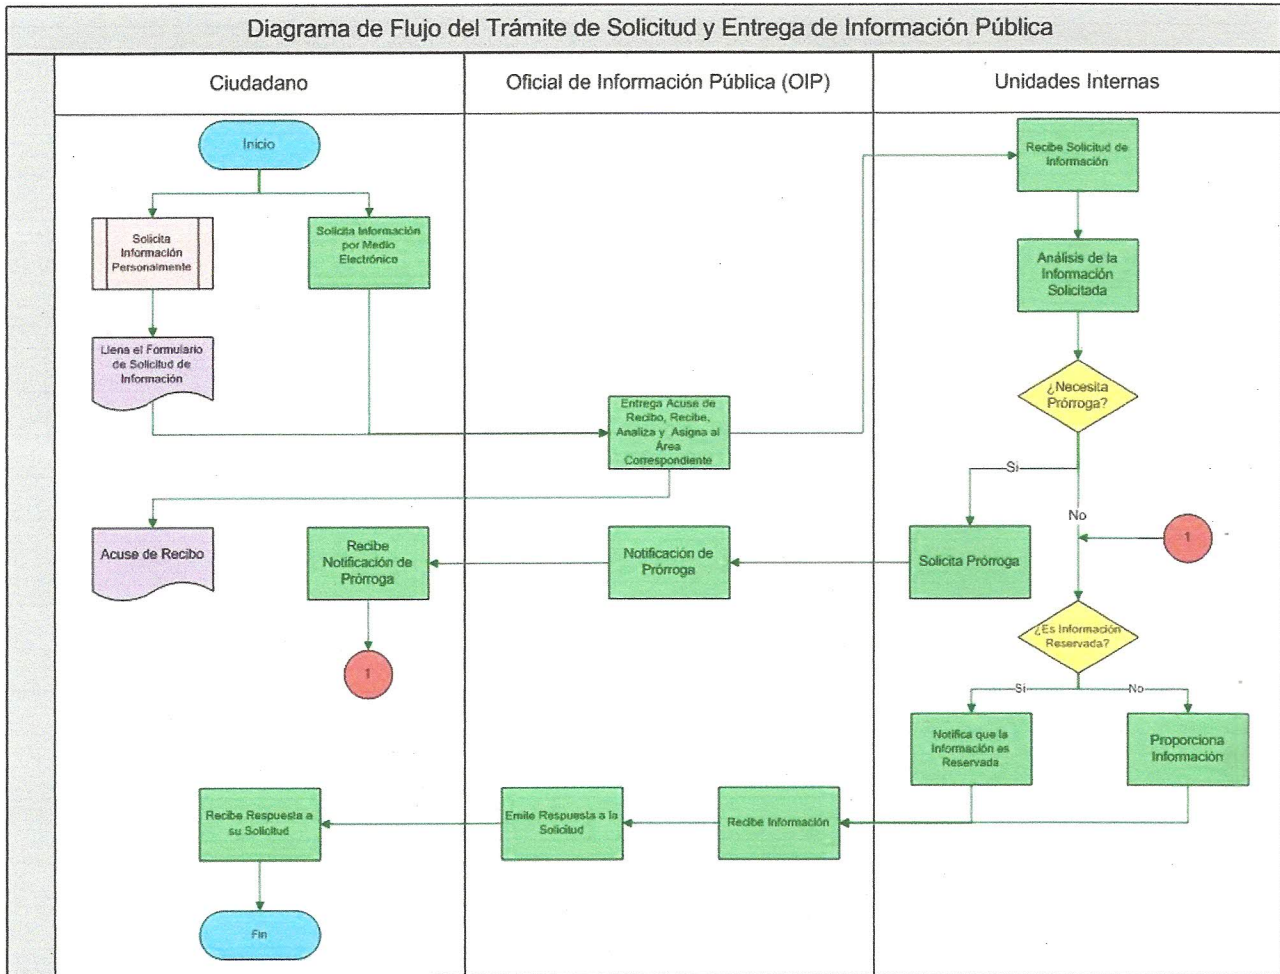 Diagrama de Flujo del Trámite de Solicitud y Entrega de Información Pública
Ciudadano
Oficial de Información Pública (OIP)
Unidades Internas
Inicio
Solicita
Información
Personalmente
Solicita Información
por Medio
Electrónico
Llena el Formulario
de Solicitud de
Información
Entrega Acuse de
Recibo, Recibe,
Analiza y Asigna al
Área
Correspondiente
Recibe Solicitud de
Información
Análisis de la
Información
Solicitada
¿Necesita
Prórroga?
Si
No
1
Acuse de Recibo
Recibe
Notificación de
Prórroga
Notificación de
Prórroga
Solicita Prórroga
1
¿Es Información
Reservada?
Si
No
Notifica que la
Información es
Reservada
Proporciona
Información
Recibe Información
Emite Respuesta a la
Solicitud
Recibe Respuesta a
su Solicitud
Fin